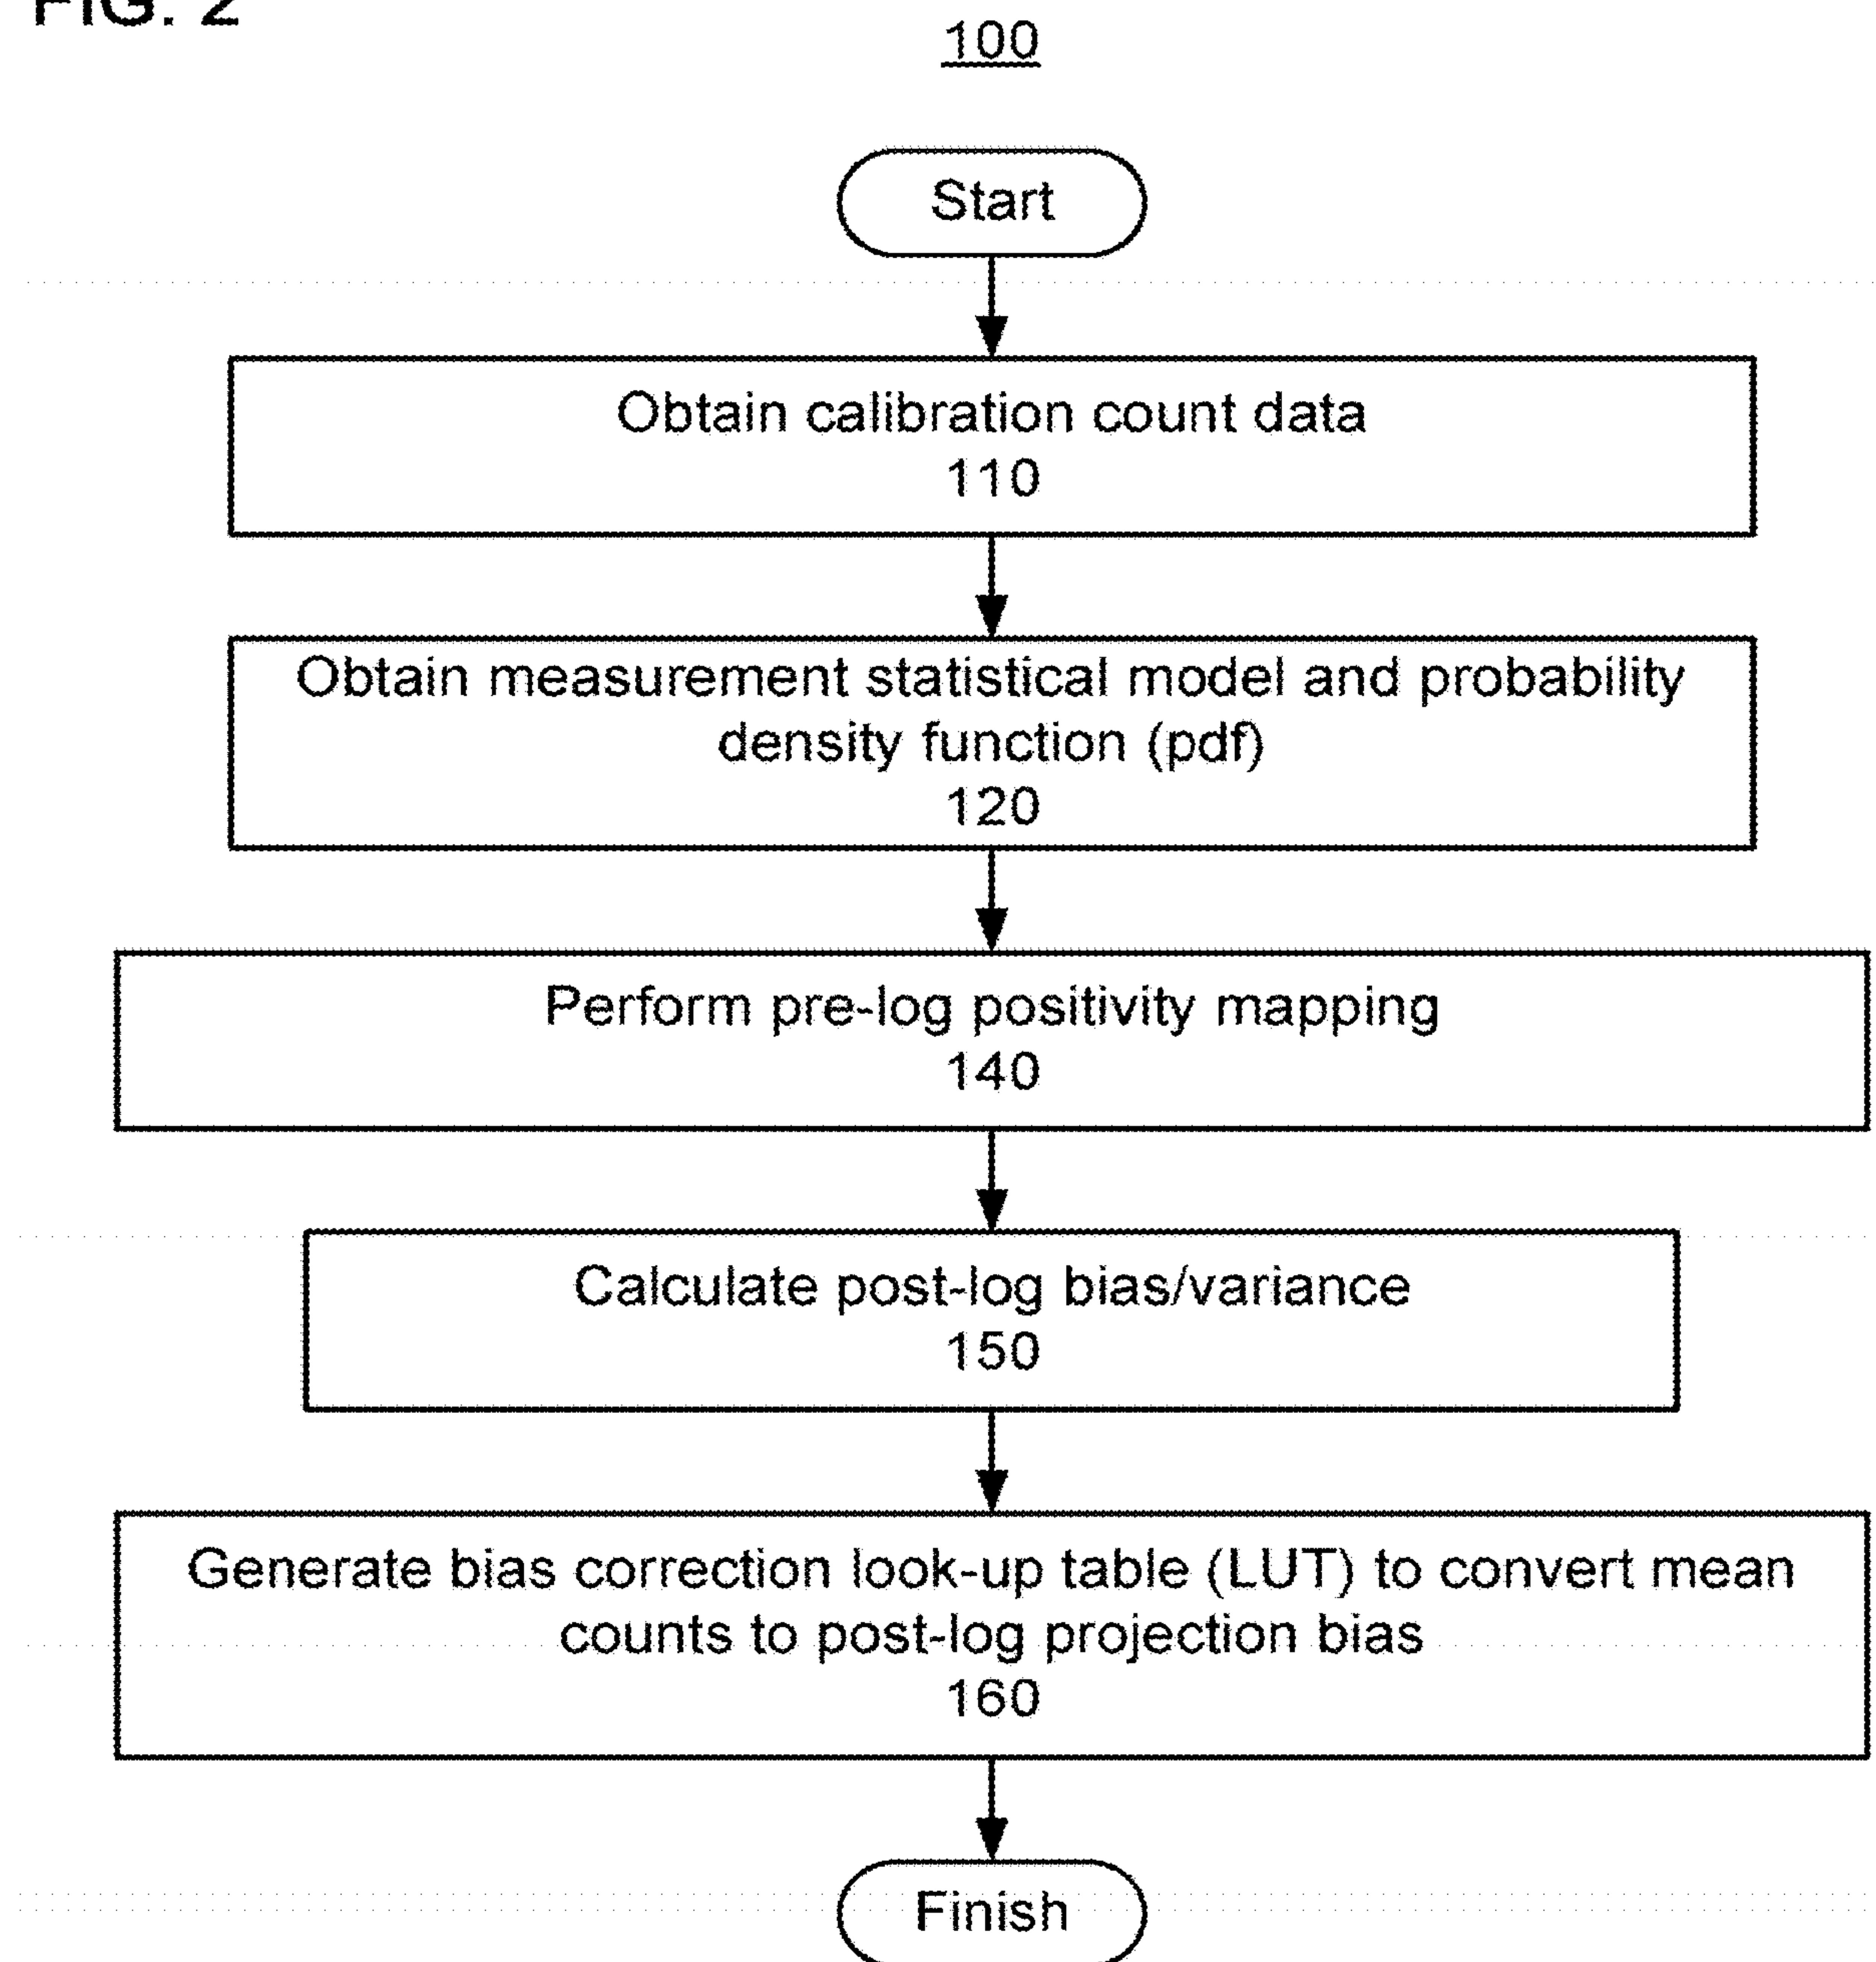 FIG. 2
100
Start
Obtain calibration count data
110
Obtain measurement statistical model and probability
density function (pdf)
120
Perform pre-log positivity mapping
140
Calculate post-log bias/variance
150
Generate bias correction look-up table (LUT) to convert mean
counts to post-log projection bias
160
Finish